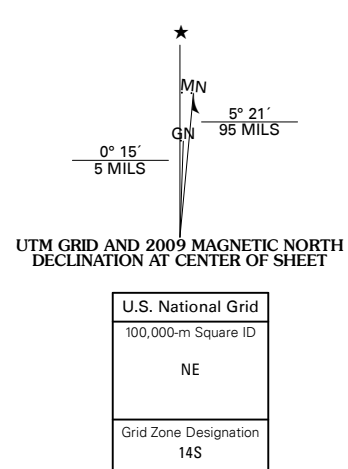 ★
MN
GN
5° 21´
95 MILS
0° 15´
5 MILS
UTM GRID AND 2009 MAGNETIC NORTH
DECLINATION AT CENTER OF SHEET
U.S. National Grid
100,000-m Square ID
NE
Grid Zone Designation
14S